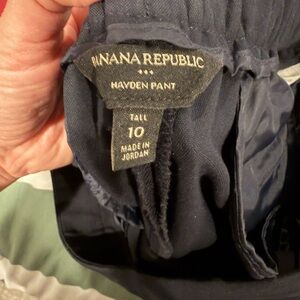 BANANA REPUBLIC
HAYDEN PANT
TALL
10
MADE IN
JORDAN